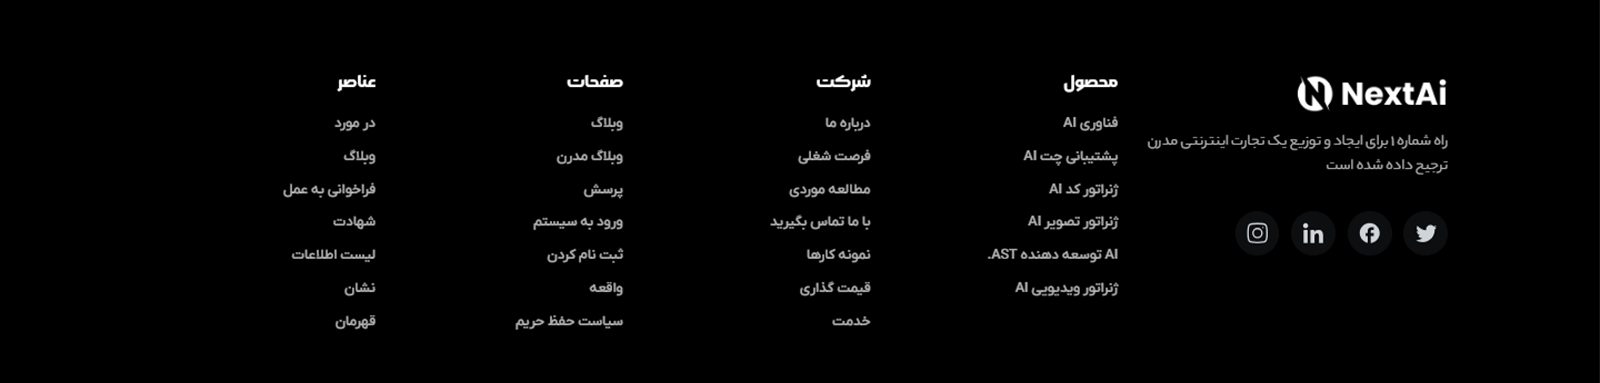 NextAi
راه شماره ۱ برای ایجاد و توزیع یک تجارت اینترنتی مدرن
ترجیح داده شده است
محصول
فناوری AI
پشتیبانی چت AI
ژنراتور کد AI
ژنراتور تصویر AI
AI توسعه دهنده AST.
ژنراتور ویدیویی AI
شرکت
درباره ما
فرصت شغلی
مطالعه موردی
با ما تماس بگیرید
نمونه کارها
قیمت گذاری
خدمت
صفحات
وبلاگ
وبلاگ مدرن
پرسش
ورود به سیستم
ثبت نام کردن
واقعه
سیاست حفظ حریم
عناصر
در مورد
وبلاگ
فراخوانی به عمل
شهادت
لیست اطلاعات
نشان
قهرمان